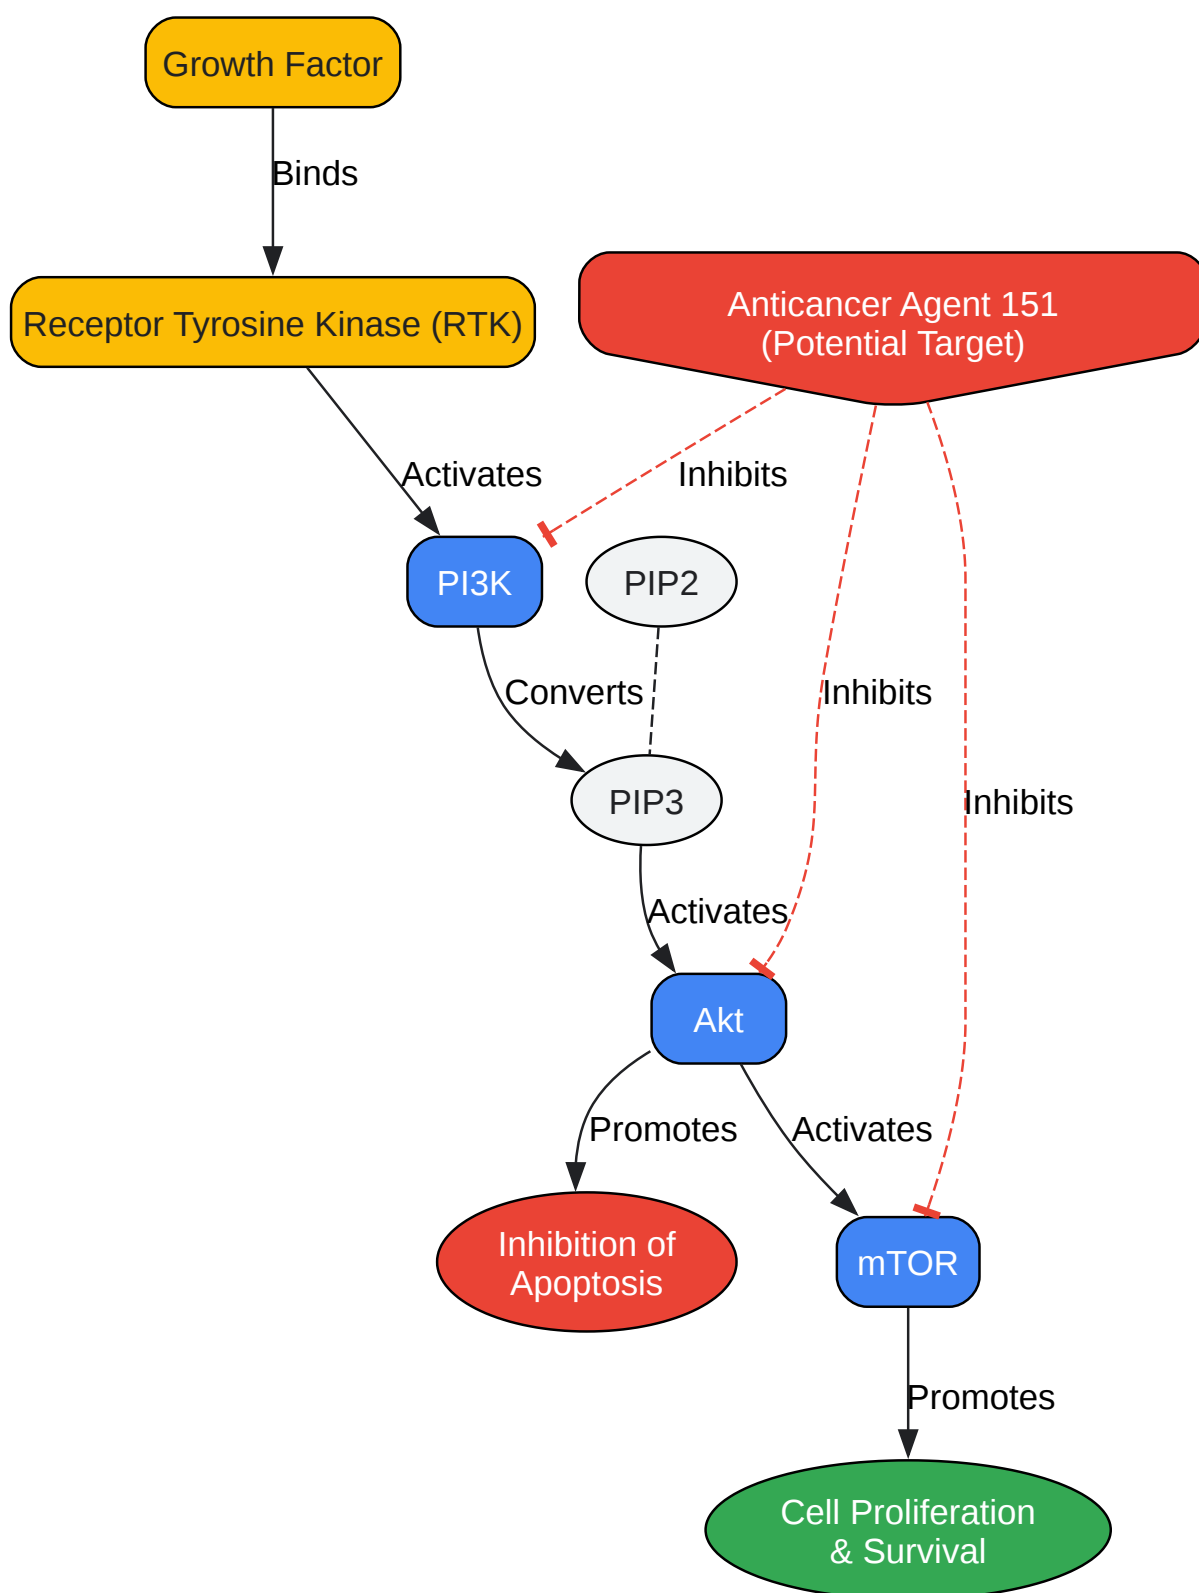 Growth Factor
Binds
Receptor Tyrosine Kinase (RTK)
Anticancer Agent 151
(Potential Target)
Activates
Inhibits
PI3K
PIP2
Converts
Inhibits
PIP3
Inhibits
Activates
Akt
Promotes
Activates
Inhibition of
Apoptosis
mTOR
Promotes
Cell Proliferation
& Survival